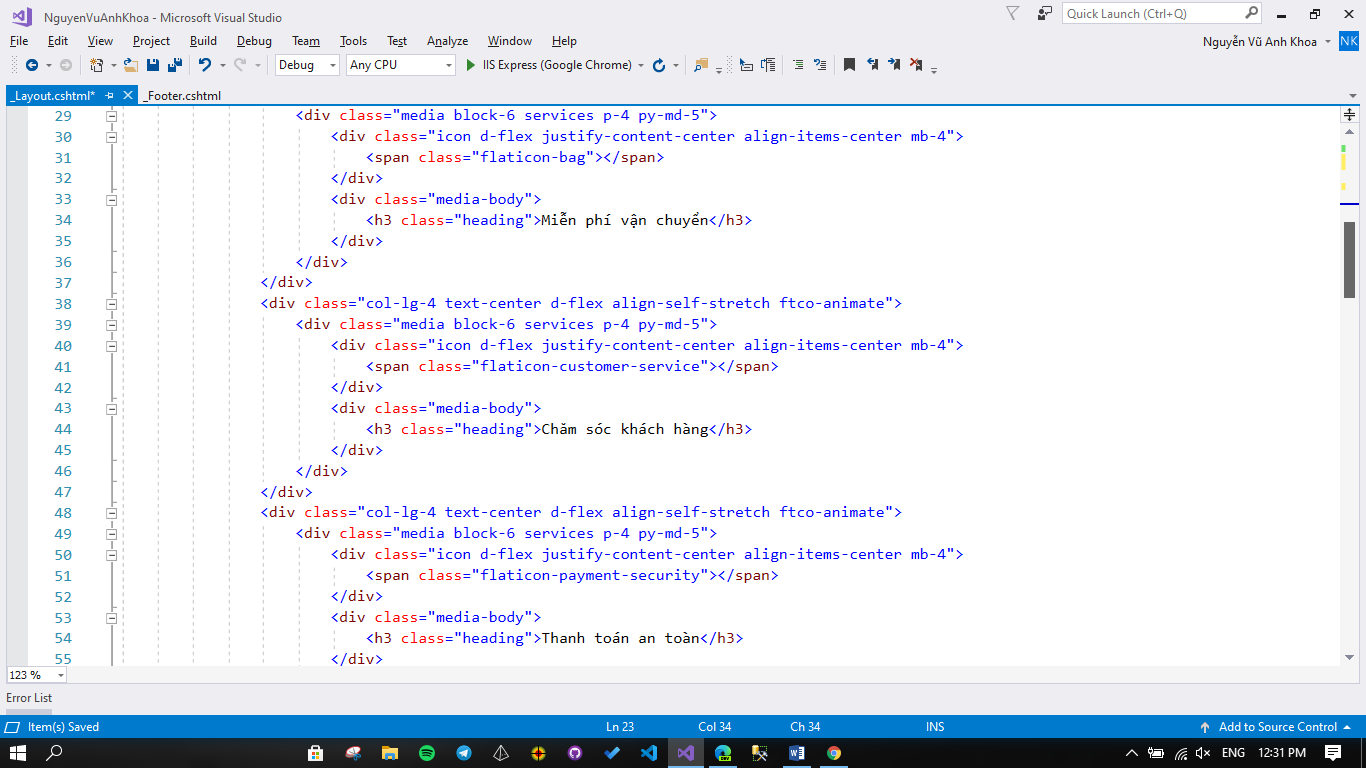 NguyenVuAnhKhoa - Microsoft Visual Studio
Quick Launch (Ctrl+Q)
File Edit View Project Build Debug Team Tools Test Analyze Window Help
Nguyễn Vũ Anh Khoa NK
Debug Any CPU IIS Express (Google Chrome)
_Layout.cshtml* _Footer.cshtml
29 <div class="media block-6 services p-4 py-md-5">
30 <div class="icon d-flex justify-content-center align-items-center mb-4">
31 <span class="flaticon-bag"></span>
32 </div>
33 <div class="media-body">
34 <h3 class="heading">Miễn phí vận chuyển</h3>
35 </div>
36 </div>
37 </div>
38 <div class="col-lg-4 text-center d-flex align-self-stretch ftco-animate">
39 <div class="media block-6 services p-4 py-md-5">
40 <div class="icon d-flex justify-content-center align-items-center mb-4">
41 <span class="flaticon-customer-service"></span>
42 </div>
43 <div class="media-body">
44 <h3 class="heading">Chăm sóc khách hàng</h3>
45 </div>
46 </div>
47 </div>
48 <div class="col-lg-4 text-center d-flex align-self-stretch ftco-animate">
49 <div class="media block-6 services p-4 py-md-5">
50 <div class="icon d-flex justify-content-center align-items-center mb-4">
51 <span class="flaticon-payment-security"></span>
52 </div>
53 <div class="media-body">
54 <h3 class="heading">Thanh toán an toàn</h3>
55 </div>
123 %
Error List
Item(s) Saved Ln 23 Col 34 Ch 34 INS Add to Source Control
ENG 12:31 PM